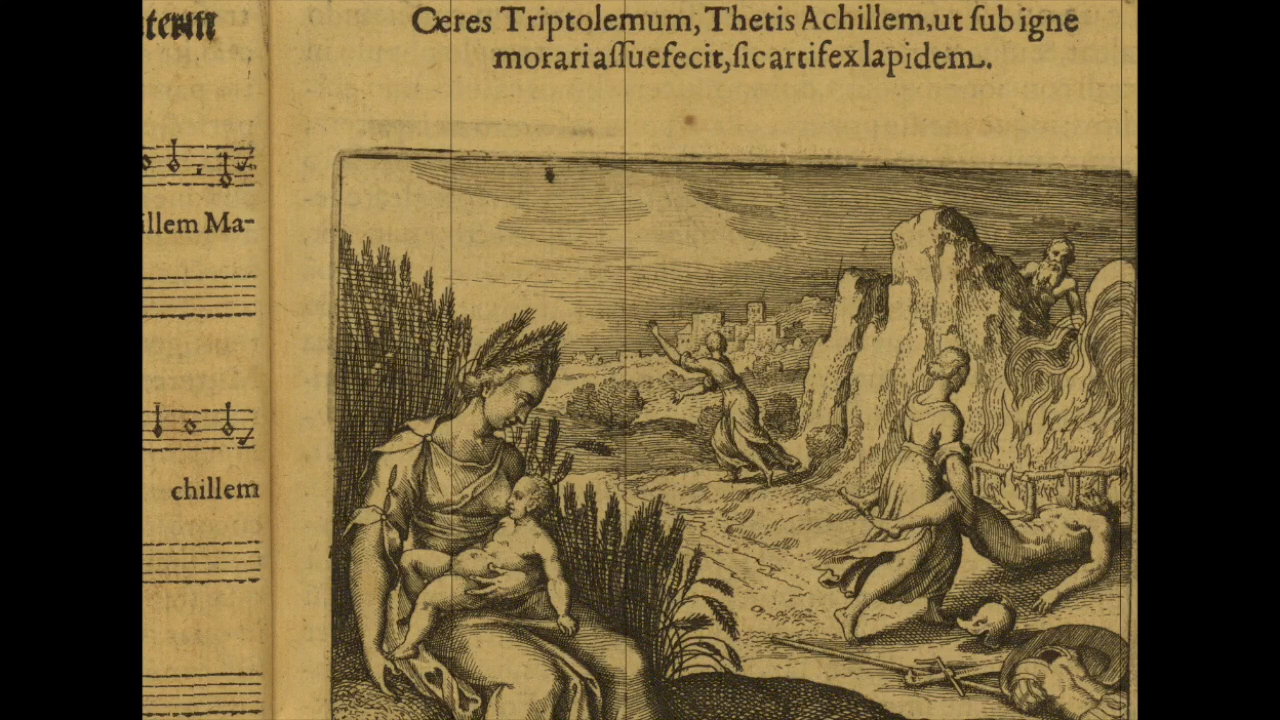 illem Ma-
chillem
Ceres Triptolemum, Thetis Achillem, ut ſub igne
morari aſſuefecit, ſic artifex lapidem.